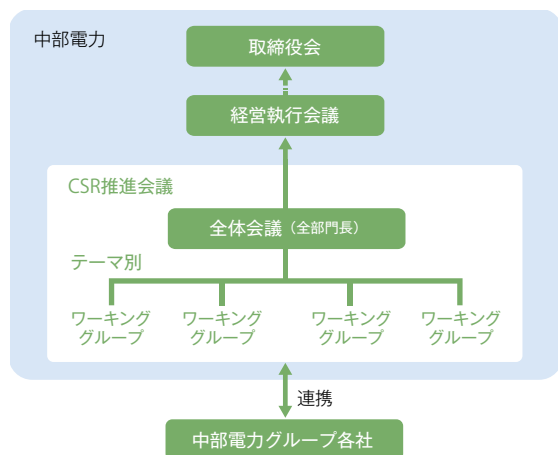 中部電力
取締役会
経営執行会議
CSR推進会議
全体会議（全部門長）
テーマ別
ワーキング
グループ
ワーキング
グループ
ワーキング
グループ
ワーキング
グループ
連携
中部電力グループ各社